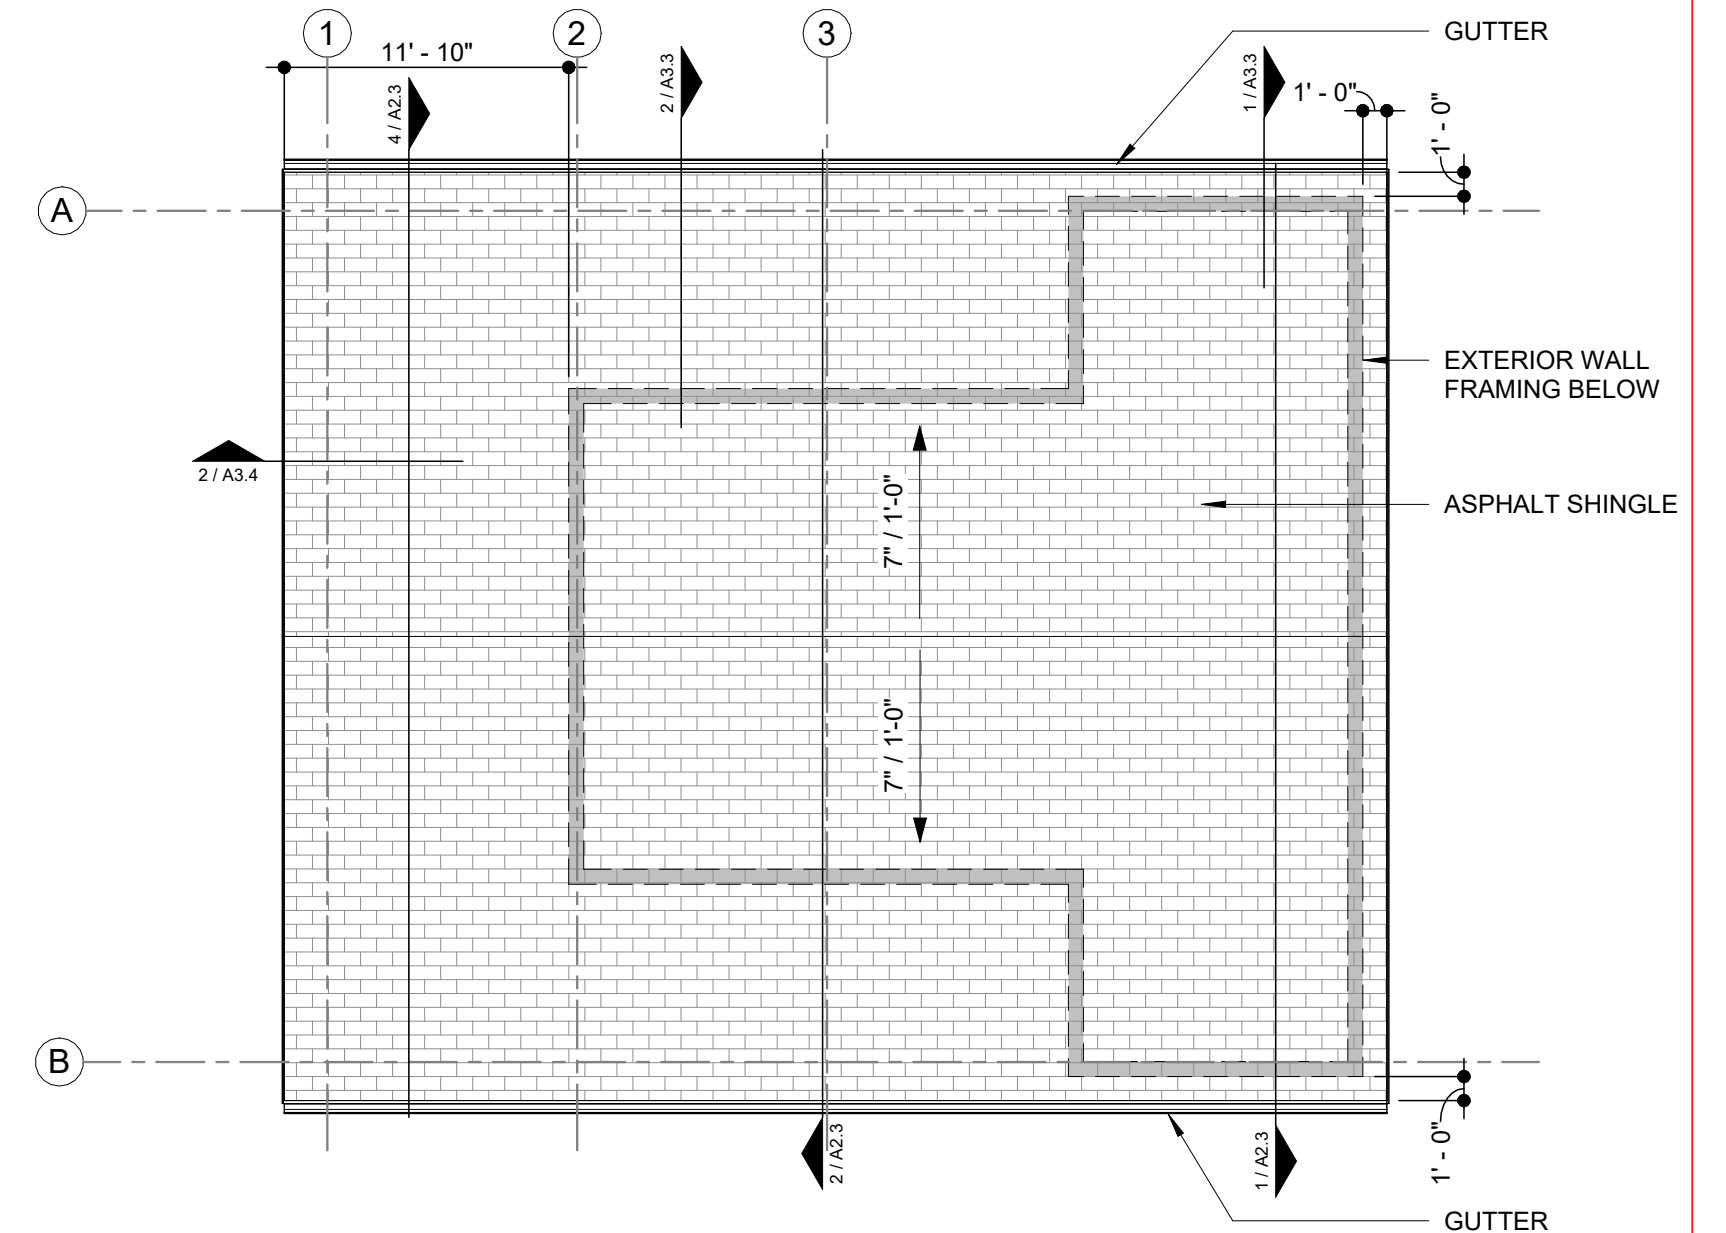 1
2
3
GUTTER
11' - 10"
4 / A2.3
2 / A3.3
1 / A3.3
1' - 0"
1' - 0"
A
EXTERIOR WALL
FRAMING BELOW
2 / A3.4
7" / 1'-0"
ASPHALT SHINGLE
7" / 1'-0"
B
2 / A2.3
1 / A2.3
1' - 0"
GUTTER